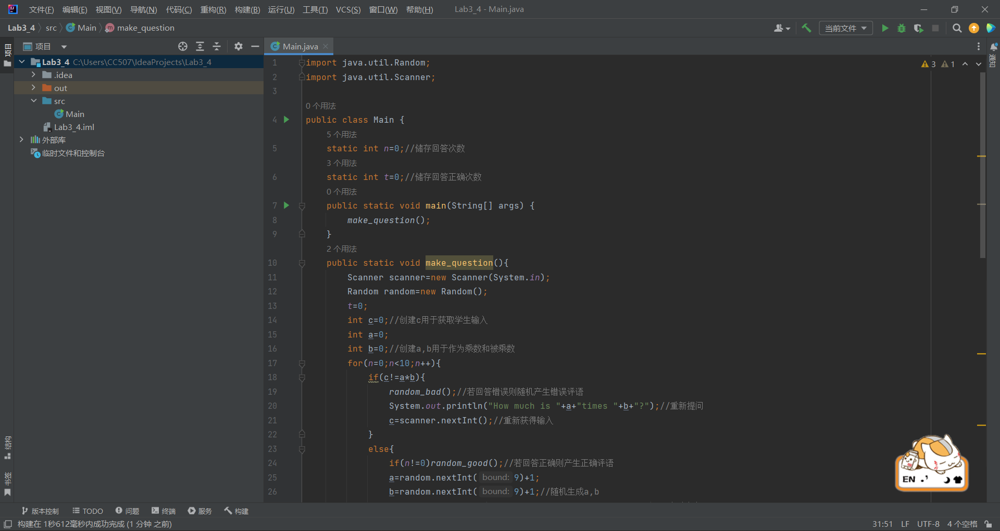 文件(F) 编辑(E) 视图(V) 导航(N) 代码(C) 重构(R) 构建(B) 运行(U) 工具(T) VCS(S) 窗口(W) 帮助(H) Lab3_4 - Main.java
Lab3_4 src Main make_question 当前文件
项目
项目
Main.java
通知
Lab3_4 C:\Users\CC507\IdeaProjects\Lab3_4
.idea
out
src
Main
Lab3_4.iml
外部库
临时文件和控制台
3 1
1 import java.util.Random;
2 import java.util.Scanner;
3
0 个用法
4 public class Main {
5 个用法
5 static int n=0;//储存回答次数
3 个用法
6 static int t=0;//储存回答正确次数
0 个用法
7 public static void main(String[] args) {
8 make_question();
9 }
2 个用法
10 public static void make_question(){
11 Scanner scanner=new Scanner(System.in);
12 Random random=new Random();
13 t=0;
14 int c=0;//创建c用于获取学生输入
15 int a=0;
16 int b=0;//创建a,b用于作为乘数和被乘数
17 for(n=0;n<10;n++){
18 if(c!=a*b){
19 random_bad();//若回答错误则随机产生错误评语
20 System.out.println("How much is "+a+"times "+b+"?");//重新提问
21 c=scanner.nextInt();//重新获得输入
22 }
23 else{
24 if(n!=0)random_good();//若回答正确则产生正确评语
25 a=random.nextInt( bound: 9)+1;
26 b=random.nextInt( bound: 9)+1;//随机生成a,b
结构
书签
EN
版本控制 TODO 问题 终端 服务 构建
构建在 1秒612毫秒内成功完成 (1 分钟 之前) 31:51 LF UTF-8 4 个空格